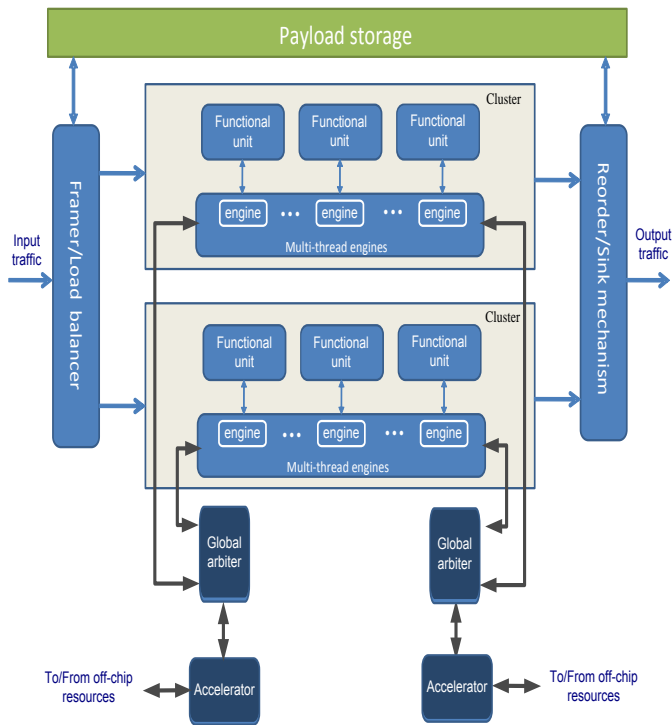 Payload storage
Cluster
Functional
unit
Functional
unit
Functional
unit
engine ••• engine ••• engine
Multi-thread engines
Framer/Load balancer
Reorder/Sink mechanism
Input
traffic
Output
traffic
Cluster
Functional
unit
Functional
unit
Functional
unit
engine ••• engine ••• engine
Multi-thread engines
Global
arbiter
Global
arbiter
To/From off-chip
resources
Accelerator
Accelerator
To/From off-chip
resources